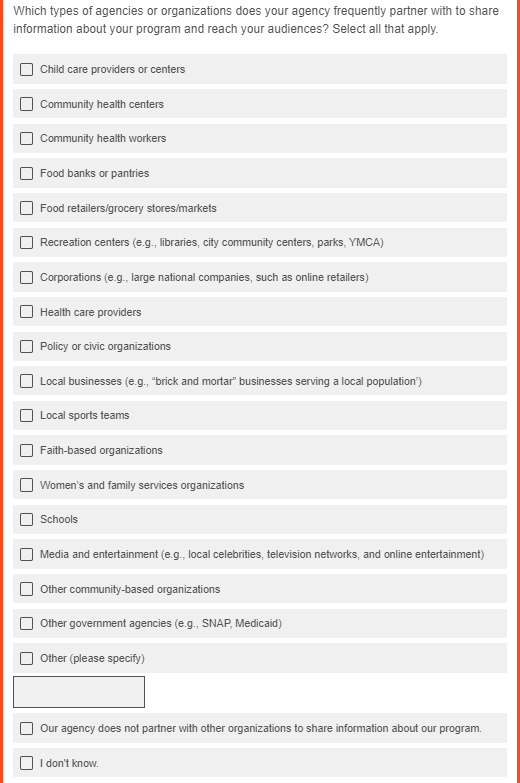 Which types of agencies or organizations does your agency frequently partner with to share
information about your program and reach your audiences? Select all that apply.
Child care providers or centers
Community health centers
Community health workers
Food banks or pantries
Food retailers/grocery stores/markets
Recreation centers (e.g., libraries, city community centers, parks, YMCA)
Corporations (e.g., large national companies, such as online retailers)
Health care providers
Policy or civic organizations
Local businesses (e.g., “brick and mortar” businesses serving a local population’)
Local sports teams
Faith-based organizations
Women’s and family services organizations
Schools
Media and entertainment (e.g., local celebrities, television networks, and online entertainment)
Other community-based organizations
Other government agencies (e.g., SNAP, Medicaid)
Other (please specify)
Our agency does not partner with other organizations to share information about our program.
I don't know.